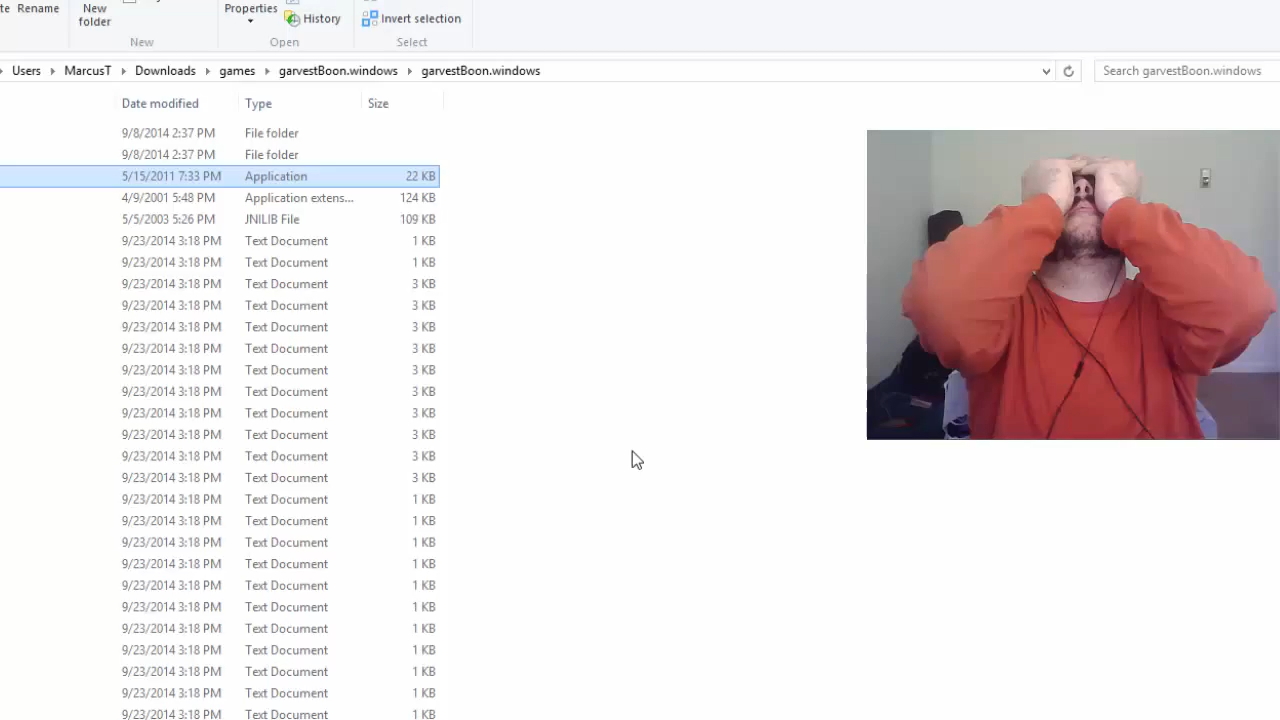 te Rename New folder Properties History Invert selection
New Open Select
Users MarcusT Downloads games garvestBoon.windows garvestBoon.windows Search garvestBoon.windows
Date modified Type Size
9/8/2014 2:37 PM File folder
9/8/2014 2:37 PM File folder
5/15/2011 7:33 PM Application 22 KB
4/9/2001 5:48 PM Application extens... 124 KB
5/5/2003 5:26 PM JNILIB File 109 KB
9/23/2014 3:18 PM Text Document 1 KB
9/23/2014 3:18 PM Text Document 1 KB
9/23/2014 3:18 PM Text Document 3 KB
9/23/2014 3:18 PM Text Document 3 KB
9/23/2014 3:18 PM Text Document 3 KB
9/23/2014 3:18 PM Text Document 3 KB
9/23/2014 3:18 PM Text Document 3 KB
9/23/2014 3:18 PM Text Document 3 KB
9/23/2014 3:18 PM Text Document 3 KB
9/23/2014 3:18 PM Text Document 3 KB
9/23/2014 3:18 PM Text Document 3 KB
9/23/2014 3:18 PM Text Document 3 KB
9/23/2014 3:18 PM Text Document 1 KB
9/23/2014 3:18 PM Text Document 1 KB
9/23/2014 3:18 PM Text Document 1 KB
9/23/2014 3:18 PM Text Document 1 KB
9/23/2014 3:18 PM Text Document 1 KB
9/23/2014 3:18 PM Text Document 1 KB
9/23/2014 3:18 PM Text Document 1 KB
9/23/2014 3:18 PM Text Document 1 KB
9/23/2014 3:18 PM Text Document 1 KB
9/23/2014 3:18 PM Text Document 1 KB
9/23/2014 3:18 PM Text Document 1 KB